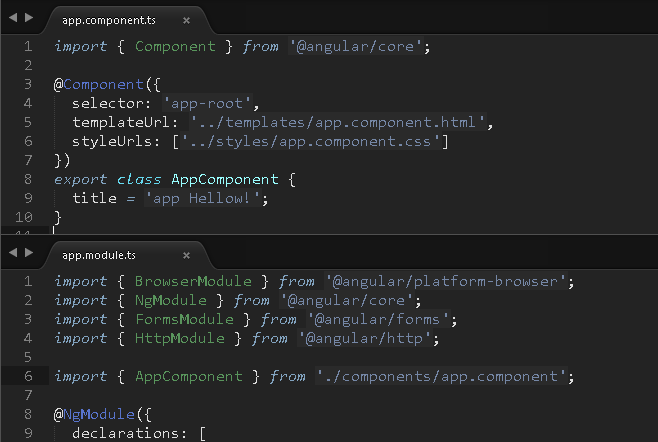 app.component.ts ×
1 import { Component } from '@angular/core';
2
3 @Component({
4 selector: 'app-root',
5 templateUrl: '../templates/app.component.html',
6 styleUrls: ['../styles/app.component.css']
7 })
8 export class AppComponent {
9 title = 'app Hellow!';
10 }
11
app.module.ts ×
1 import { BrowserModule } from '@angular/platform-browser';
2 import { NgModule } from '@angular/core';
3 import { FormsModule } from '@angular/forms';
4 import { HttpModule } from '@angular/http';
5
6 import { AppComponent } from './components/app.component';
7
8 @NgModule({
9 declarations: [